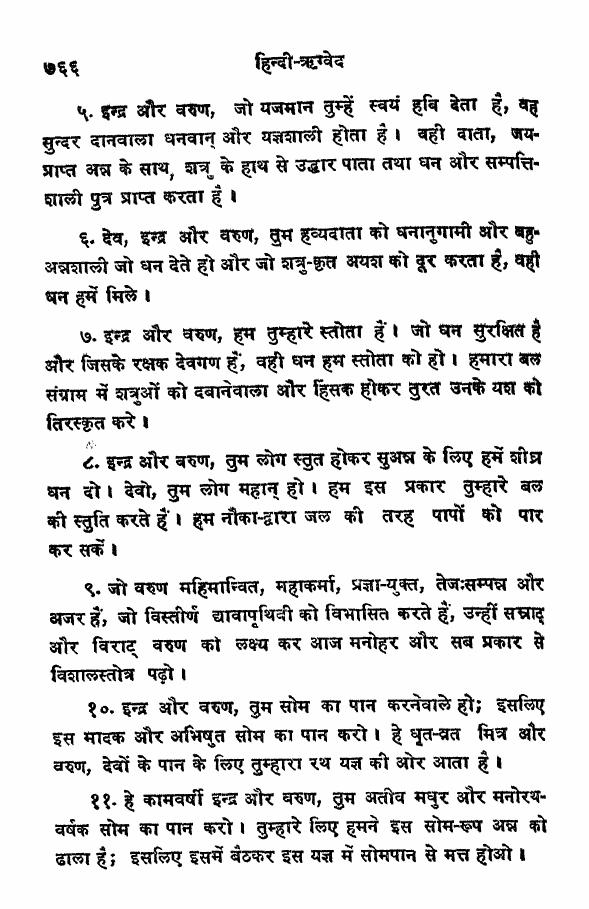 ७६६ हिन्दी-ऋग्वेद
५. इन्द्र और वरुण, जो यजमान तुम्हें स्वयं हवि देता है, वह
सुन्दर दानवाला धनवान् और यज्ञशाली होता है। वही दाता, जय-
प्राप्त अन्न के साथ, शत्रु के हाथ से उद्धार पाता तथा धन और सम्पत्ति-
शाली पुत्र प्राप्त करता है।
६. देव, इन्द्र और वरुण, तुम हव्यदाता को धनानुगामी और बहु-
अन्नशाली जो धन देते हो और जो शत्रु-कृत अयश को दूर करता है, वही
धन हमें मिले।
७. इन्द्र और वरुण, हम तुम्हारे स्तोता हैं। जो धन सुरक्षित है
और जिसके रक्षक देवगण हैं, वही धन हम स्तोता को हो। हमारा बल
संग्राम में शत्रुओं को दबानेवाला और हिंसक होकर तुरत उनके यश को
तिरस्कृत करे।
८. इन्द्र और वरुण, तुम लोग स्तुत होकर सुअन्न के लिए हमें शीघ्र
धन दो। देवो, तुम लोग महान् हो। हम इस प्रकार तुम्हारे बल
की स्तुति करते हैं। हम नौका-द्वारा जल की तरह पापों को पार
कर सकें।
९. जो वरुण महिमान्वित, महाकर्मा, प्रज्ञा-युक्त, तेजःसम्पन्न और
अजर हैं, जो विस्तीर्ण द्यावापृथिवी को विभासित करते हैं, उन्हीं सम्राट्
और विराट् वरुण को लक्ष्य कर आज मनोहर और सब प्रकार से
विशालस्तोत्र पढ़ो।
१०. इन्द्र और वरुण, तुम सोम का पान करनेवाले हो; इसलिए
इस मादक और अभिषुत सोम का पान करो। हे धृत-व्रत मित्र और
वरुण, देवों के पान के लिए तुम्हारा रथ यज्ञ की ओर आता है।
११. हे कामवर्षी इन्द्र और वरुण, तुम अतीव मधुर और मनोरथ-
वर्षक सोम का पान करो। तुम्हारे लिए हमने इस सोम-रूप अन्न को
ढाला है; इसलिए इसमें बैठकर इस यज्ञ में सोमपान से मत्त होओ।